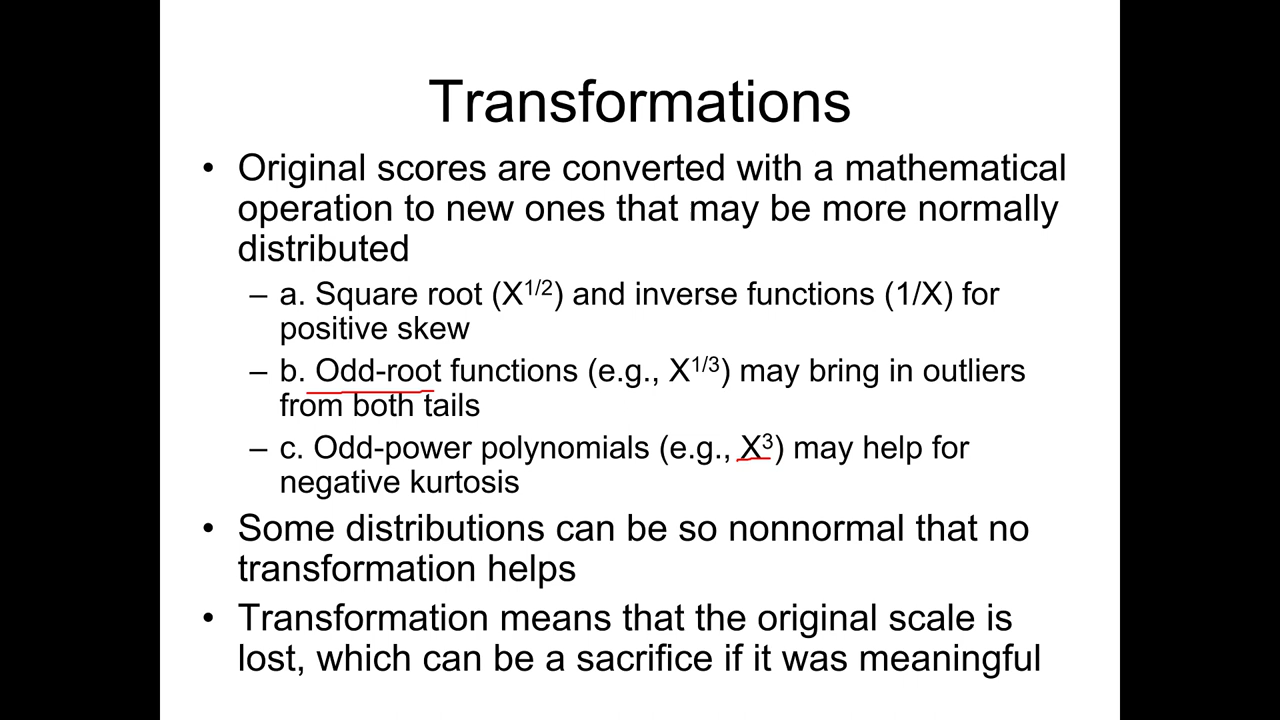 Transformations
• Original scores are converted with a mathematical
operation to new ones that may be more normally
distributed
– a. Square root (X^1/2) and inverse functions (1/X) for
positive skew
– b. Odd-root functions (e.g., X^1/3) may bring in outliers
from both tails
– c. Odd-power polynomials (e.g., X^3) may help for
negative kurtosis
• Some distributions can be so nonnormal that no
transformation helps
• Transformation means that the original scale is
lost, which can be a sacrifice if it was meaningful